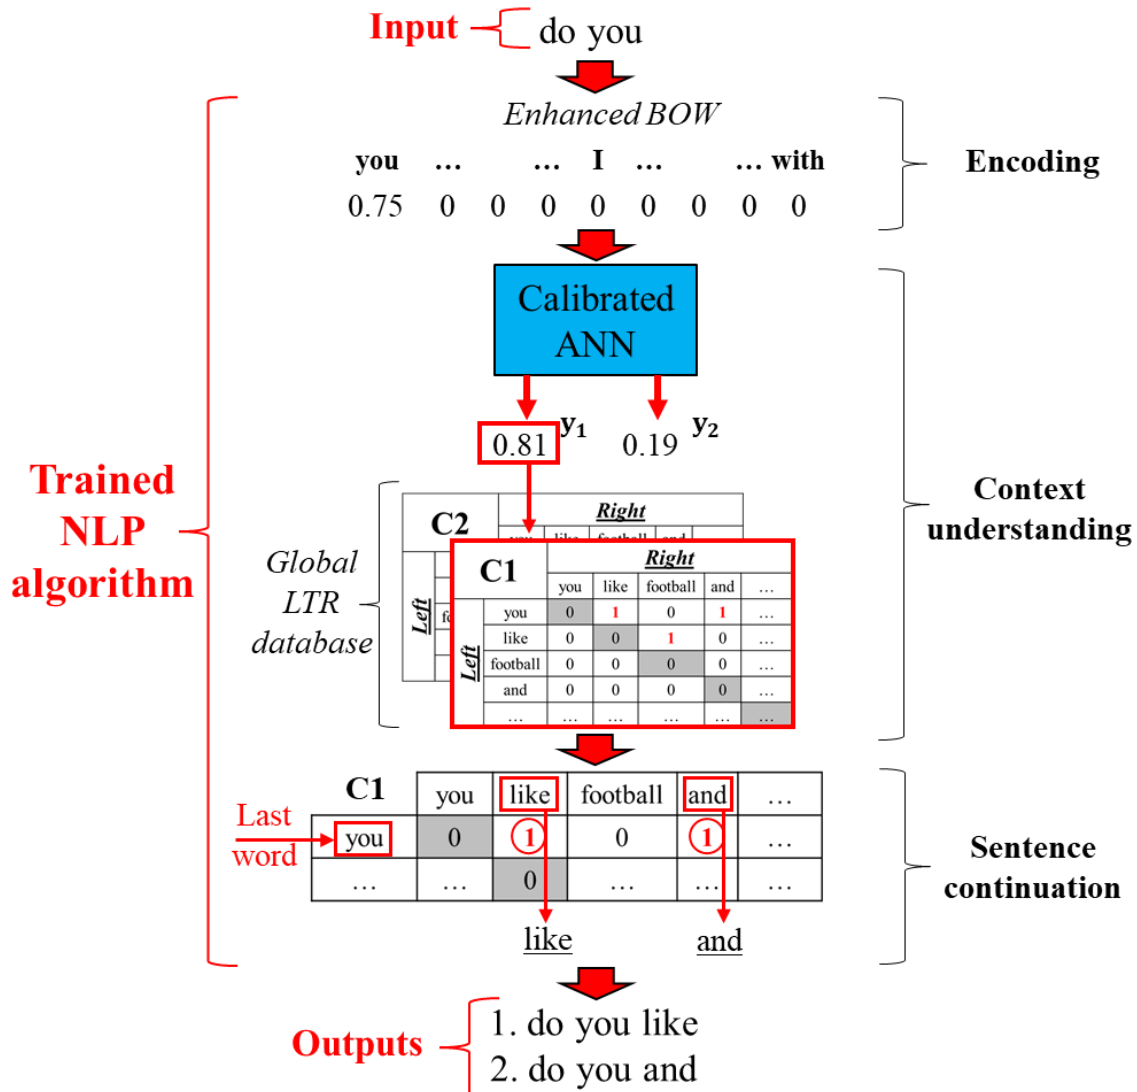 Input
do you
Enhanced BOW
you … … I … … with
0.75 0 0 0 0 0 0 0 0
Encoding
Calibrated
ANN
0.81 y₁ 0.19 y₂
Context
understanding
Trained
NLP
algorithm
Global
LTR
database
C2
Right
Left
C1
Right
you like football and …
Left
you 0 1 0 1 …
like 0 0 1 0 …
football 0 0 0 0 …
and 0 0 0 0 …
… … … … … …
C1 you like football and …
Last
word
you 0 1 0 1 …
… … 0 … … …
like and
Sentence
continuation
Outputs
1. do you like
2. do you and